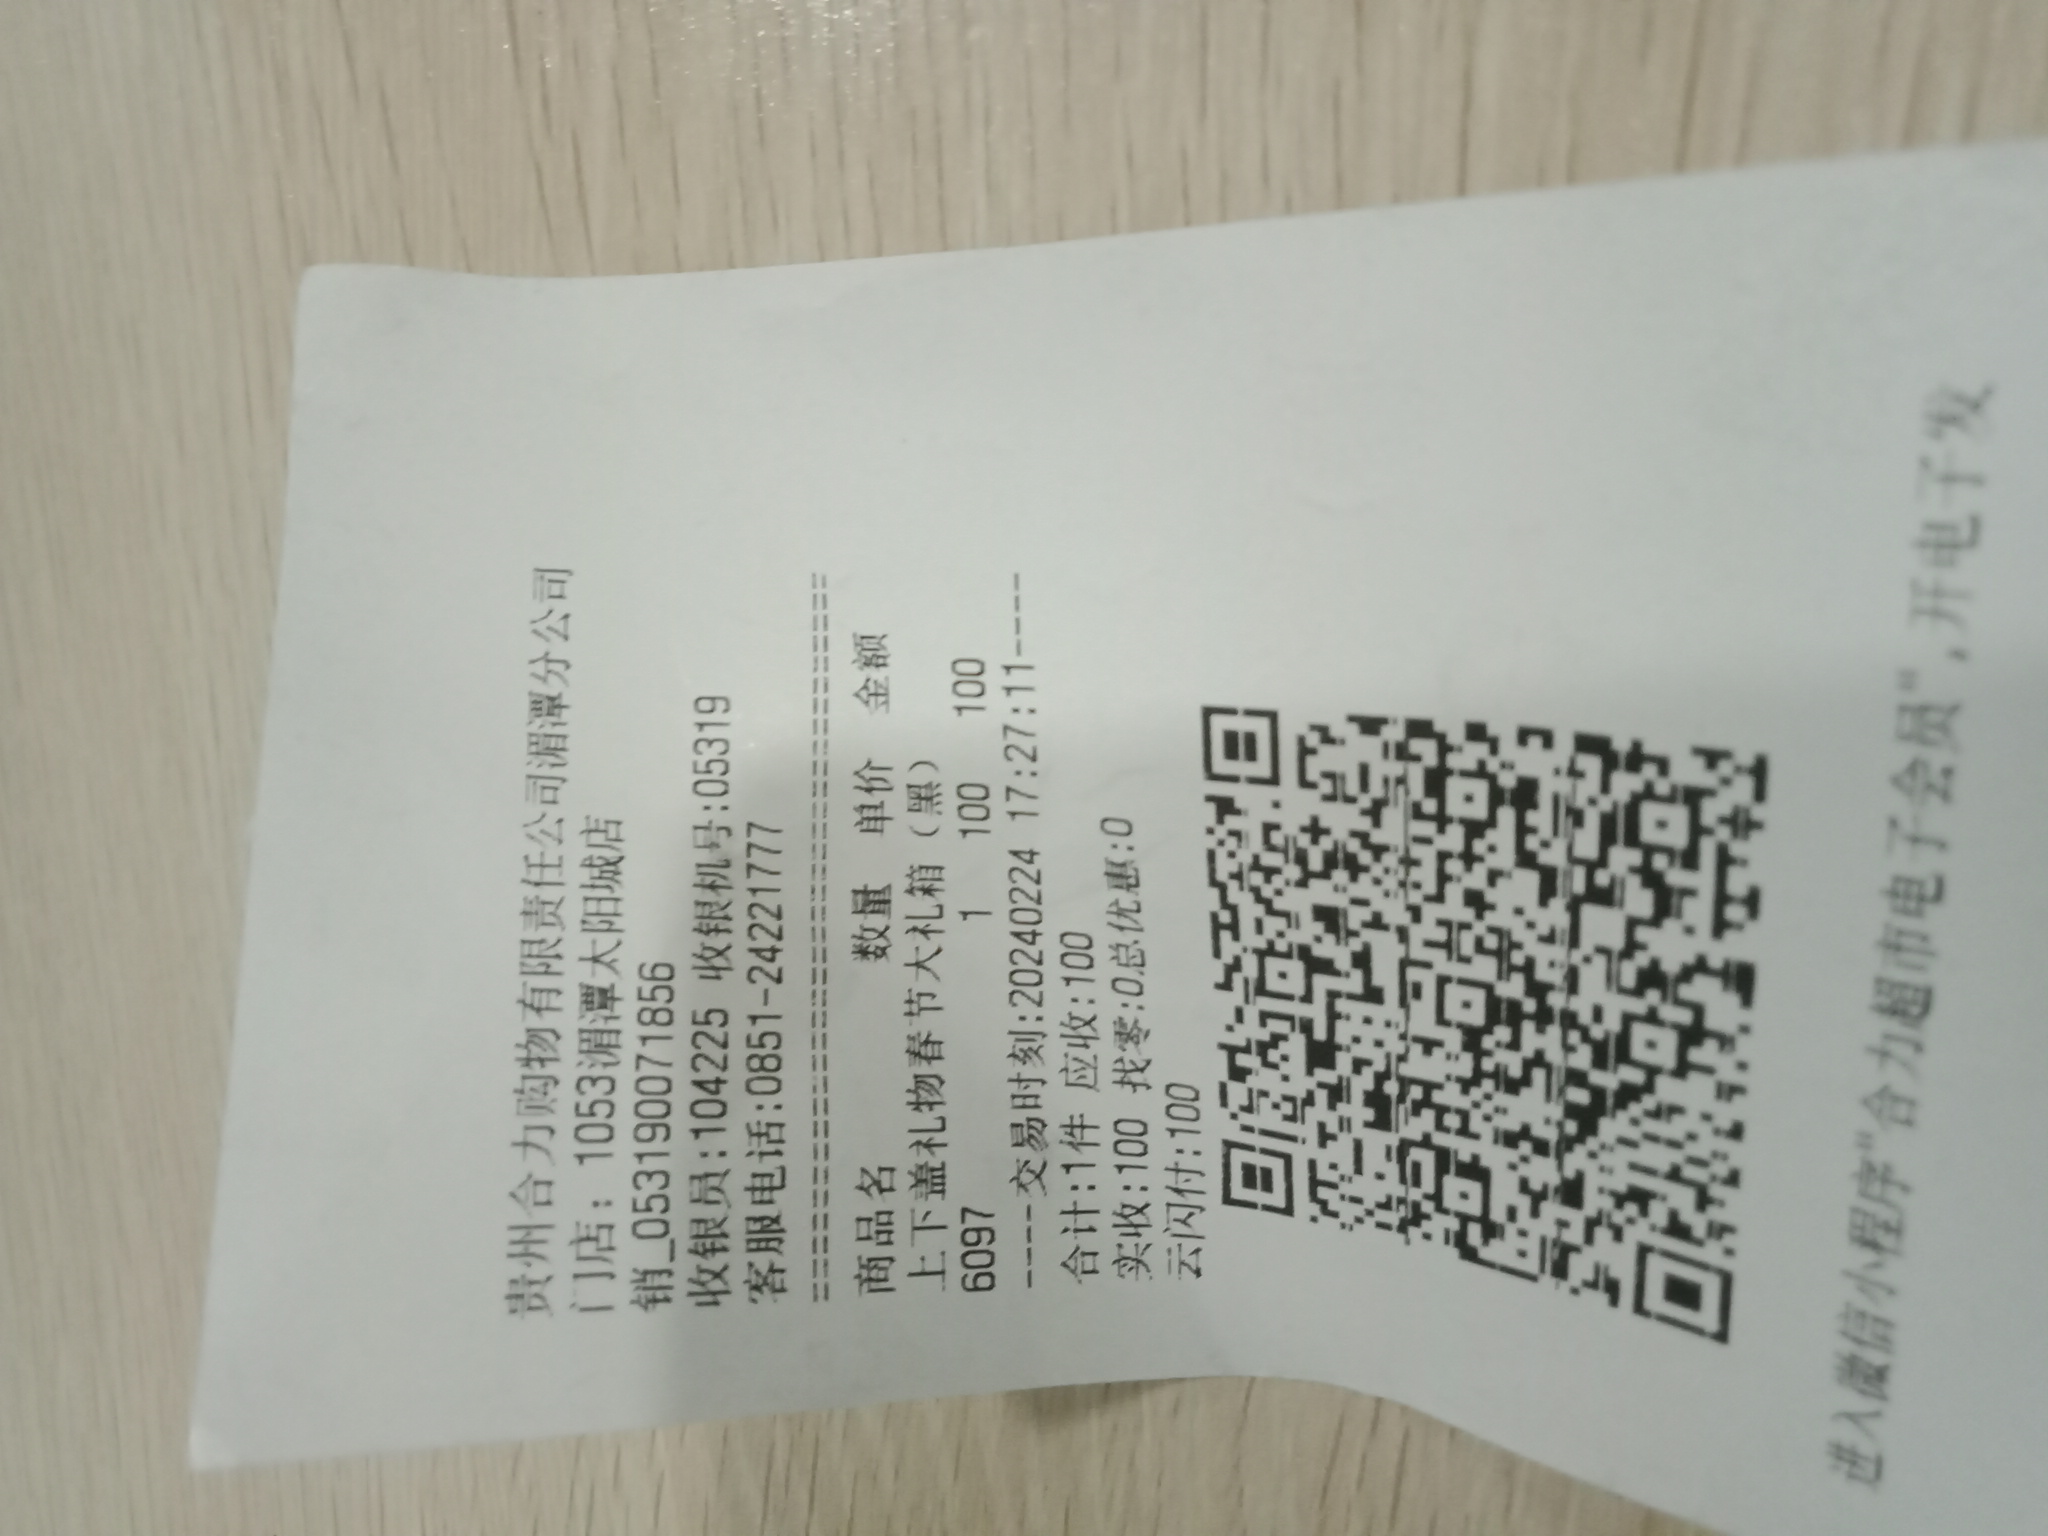 贵州合力购物有限责任公司湄潭分公司
门店：1053湄潭太阳城店
销_0531900718​56
收银员:104225 收银机号:05319
客服电话:0851-24221777
================================
商品名 数量 单价 金额
上下盖礼物春节大礼箱（黑）
6097 1 100 100
----交易时刻:20240224 17:27:11----
合计:1件 应收:100
实收:100 找零:0总优惠:0
云闪付:100
进入微信小程序"合力超市电子会员",开电子发